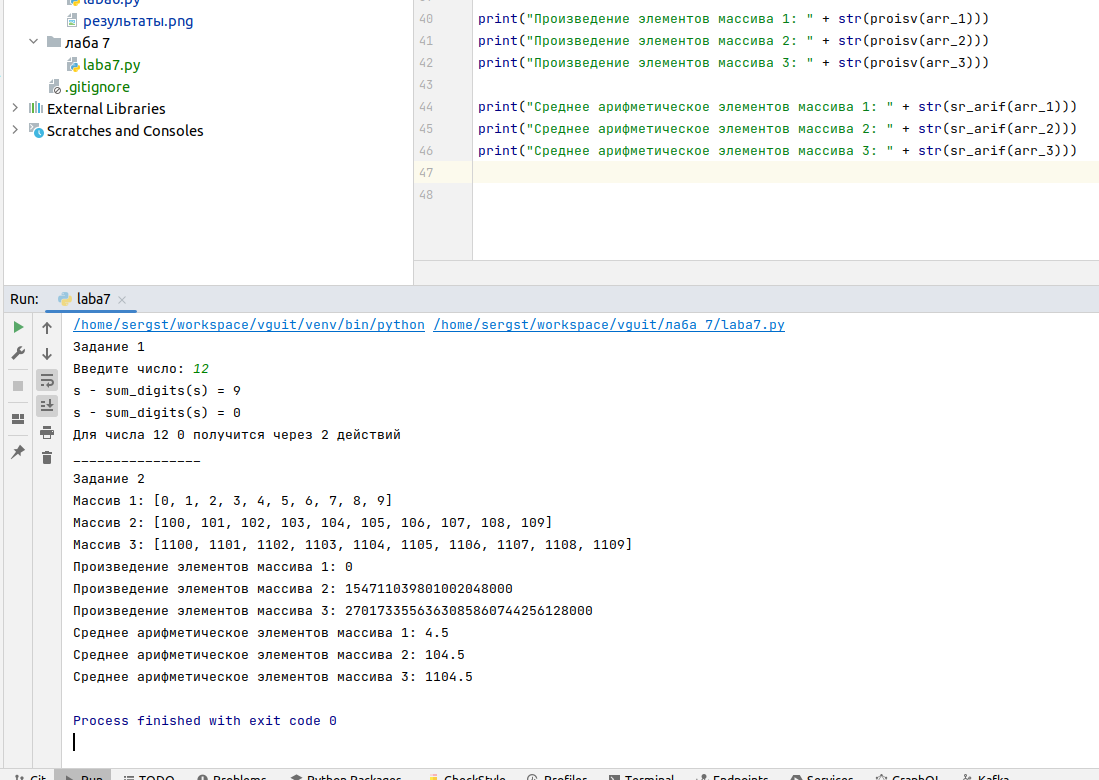 laba6.py
результаты.png
лаба 7
laba7.py
.gitignore
External Libraries
Scratches and Consoles
40 print("Произведение элементов массива 1: " + str(proisv(arr_1)))
41 print("Произведение элементов массива 2: " + str(proisv(arr_2)))
42 print("Произведение элементов массива 3: " + str(proisv(arr_3)))
43
44 print("Среднее арифметическое элементов массива 1: " + str(sr_arif(arr_1)))
45 print("Среднее арифметическое элементов массива 2: " + str(sr_arif(arr_2)))
46 print("Среднее арифметическое элементов массива 3: " + str(sr_arif(arr_3)))
47
48
Run: laba7
/home/sergst/workspace/vguit/venv/bin/python /home/sergst/workspace/vguit/лаба 7/laba7.py
Задание 1
Введите число: 12
s - sum_digits(s) = 9
s - sum_digits(s) = 0
Для числа 12 0 получится через 2 действий
________________
Задание 2
Массив 1: [0, 1, 2, 3, 4, 5, 6, 7, 8, 9]
Массив 2: [100, 101, 102, 103, 104, 105, 106, 107, 108, 109]
Массив 3: [1100, 1101, 1102, 1103, 1104, 1105, 1106, 1107, 1108, 1109]
Произведение элементов массива 1: 0
Произведение элементов массива 2: 154711039801002048000
Произведение элементов массива 3: 2701733556363085860744256128000
Среднее арифметическое элементов массива 1: 4.5
Среднее арифметическое элементов массива 2: 104.5
Среднее арифметическое элементов массива 3: 1104.5
Process finished with exit code 0
Git Run TODO Problems Python Packages CheckStyle Profiler Terminal Endpoints Services GraphQL Kafka